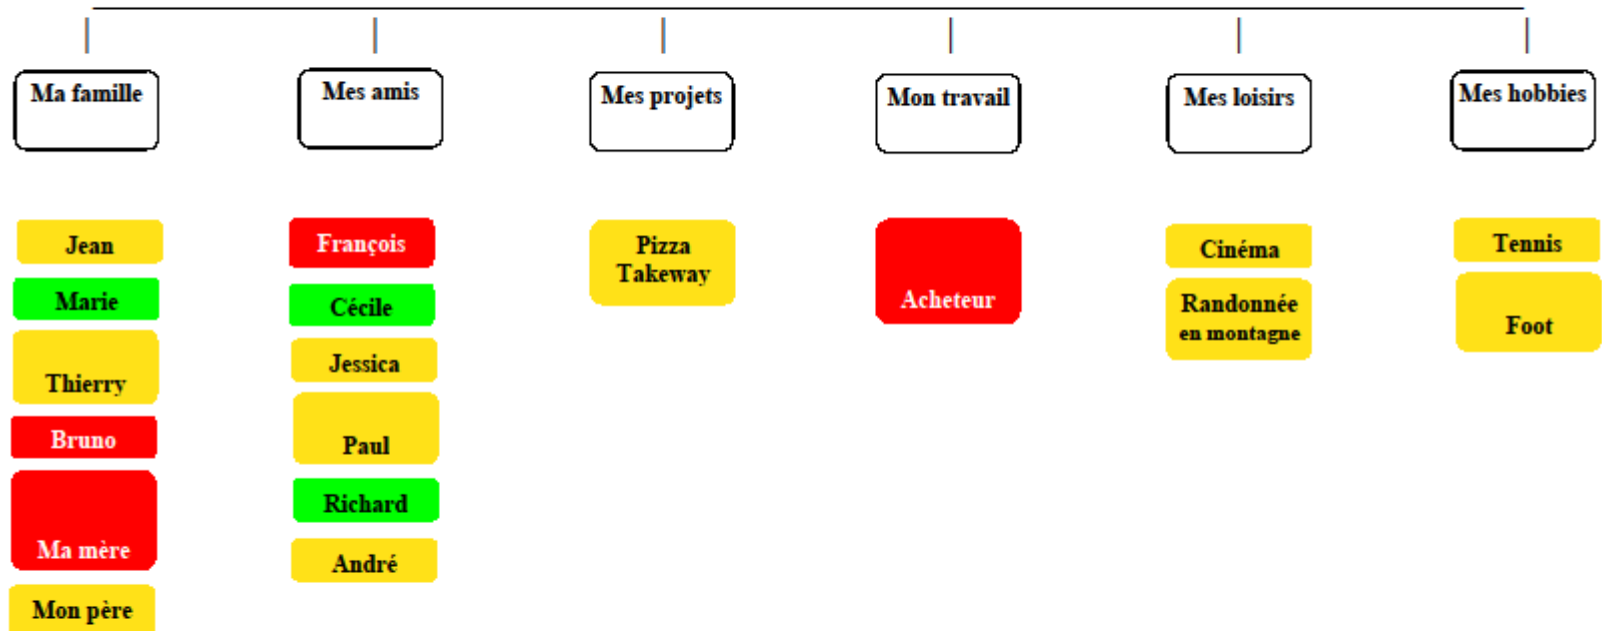 Ma famille
Mes amis
Mes projets
Mon travail
Mes loisirs
Mes hobbies
Jean
Marie
Thierry
Bruno
Ma mère
Mon père
François
Cécile
Jessica
Paul
Richard
André
Pizza
Takeway
Acheteur
Cinéma
Randonnée
en montagne
Tennis
Foot